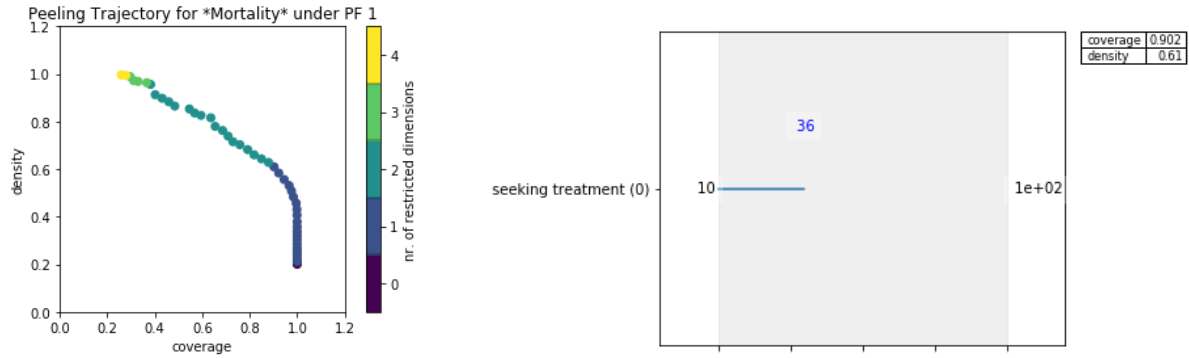 Peeling Trajectory for *Mortality* under PF 1
1.2
1.0
0.8
0.6
0.4
0.2
0.0
density
0.0 0.2 0.4 0.6 0.8 1.0 1.2
coverage
4
3
2
1
0
nr. of restricted dimensions
seeking treatment (0)
10
36
1e+02
coverage 0.902
density 0.61